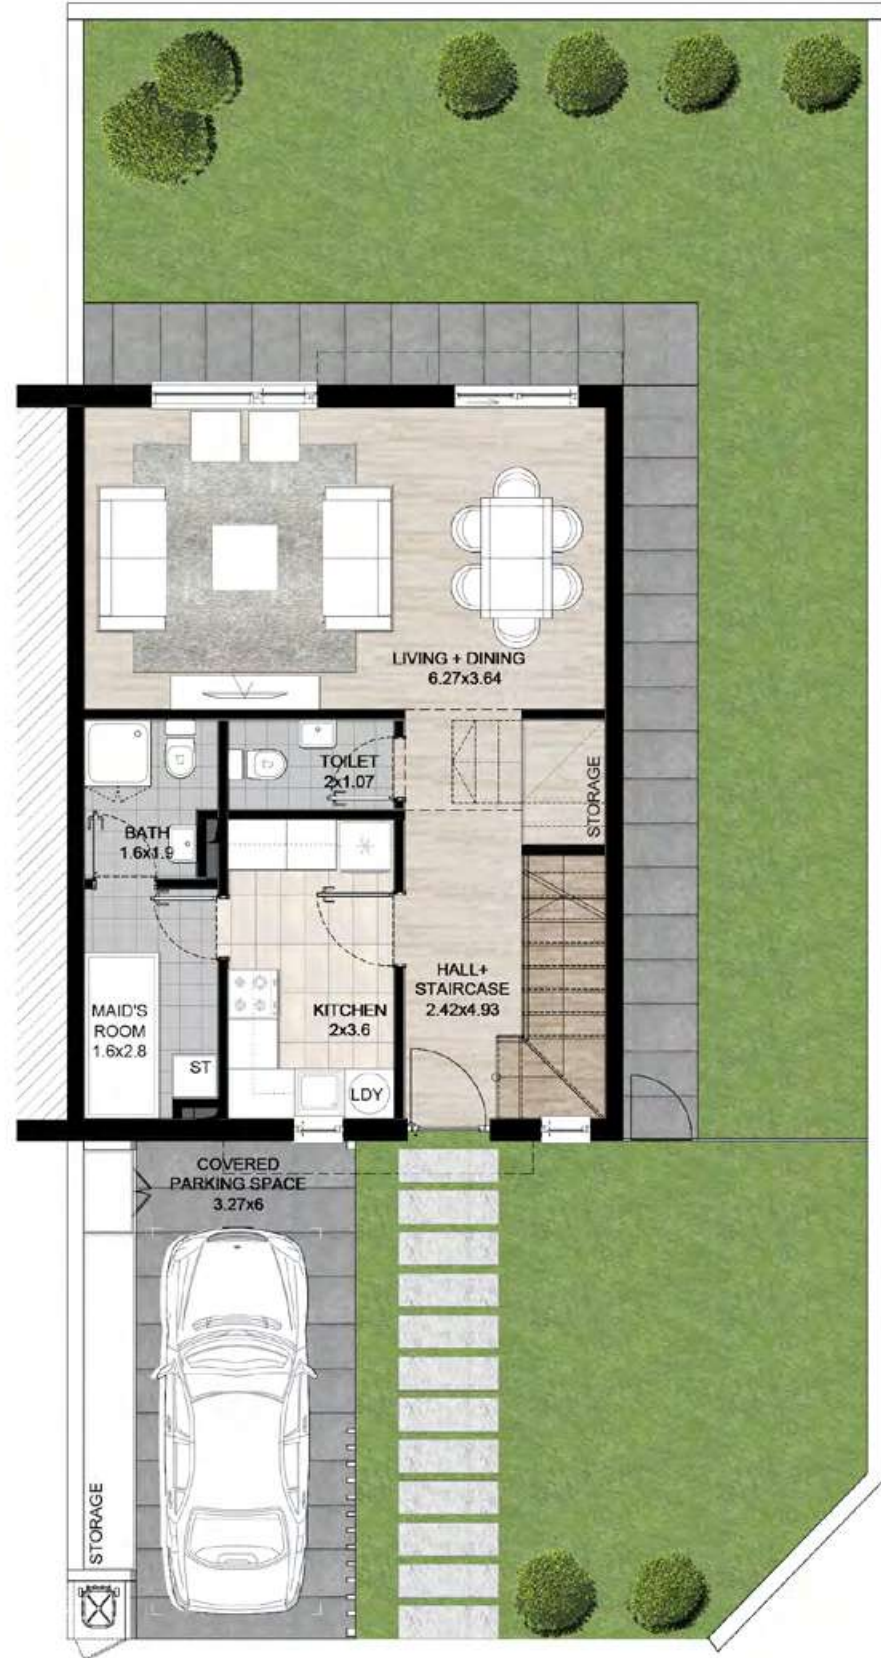 LIVING + DINING
6.27x3.64
TOILET
2x1.07
STORAGE
BATH
1.6x1.9
HALL+
STAIRCASE
2.42x4.93
KITCHEN
2x3.6
MAID'S
ROOM
1.6x2.8
ST
LDY
COVERED
PARKING SPACE
3.27x6
STORAGE